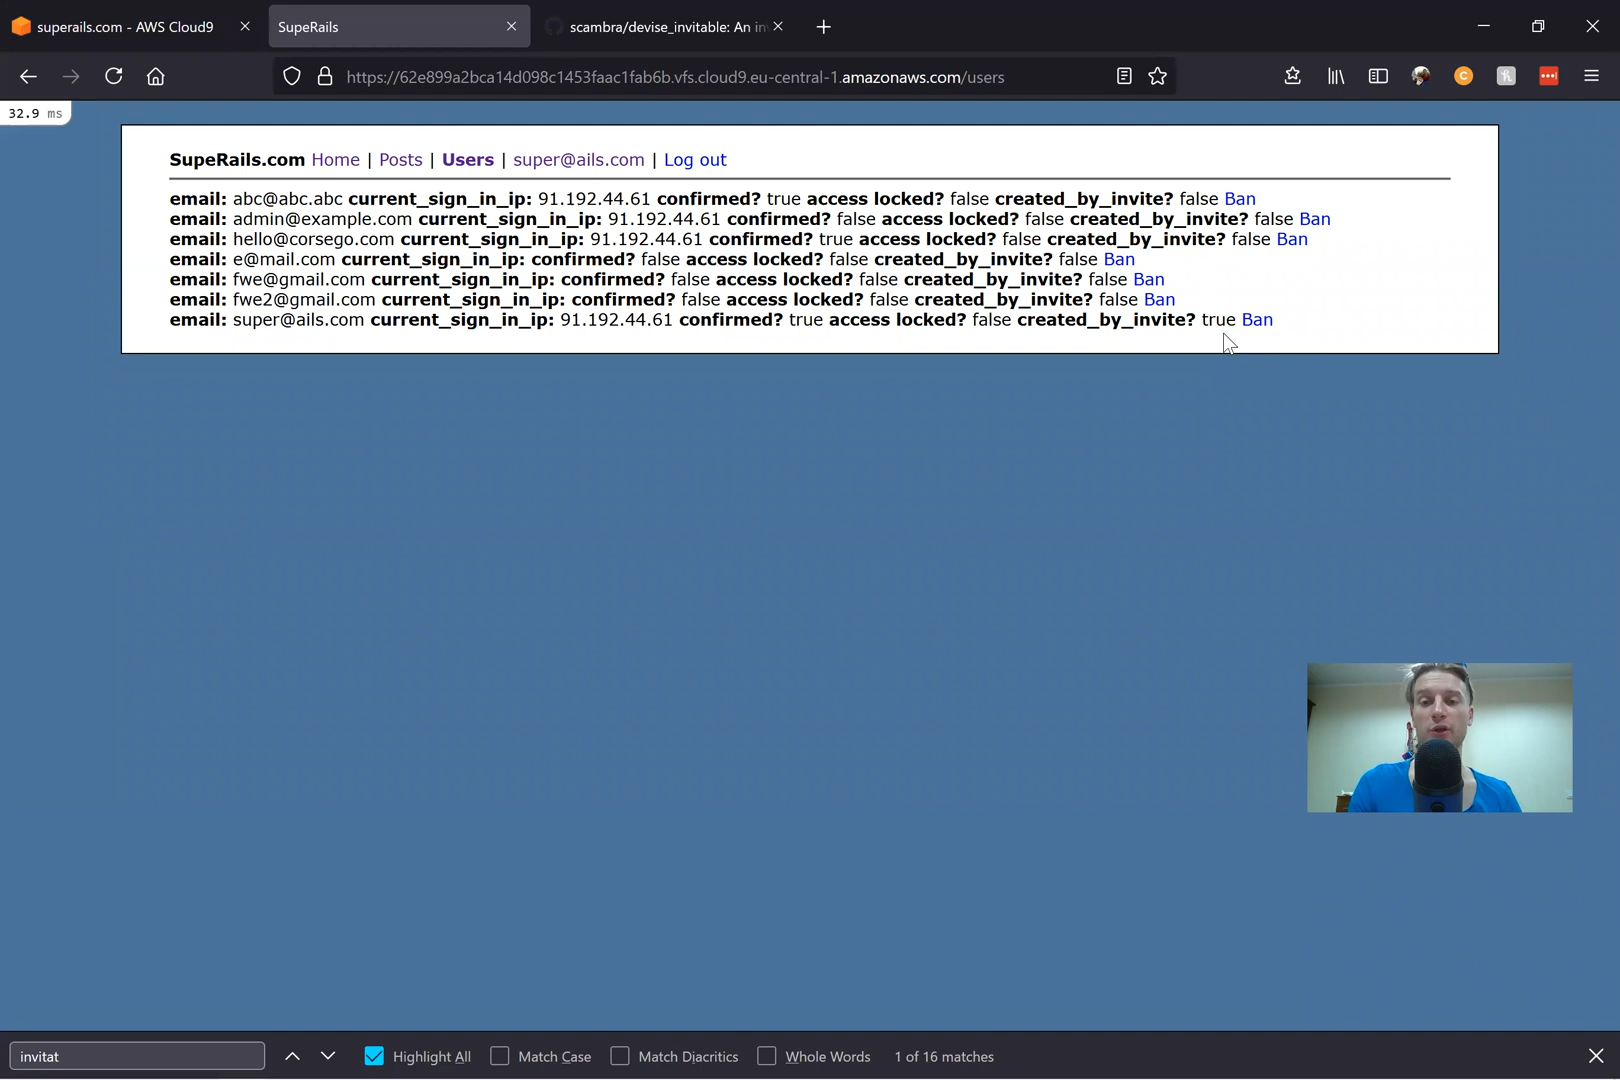 superails.com - AWS Cloud9
SupeRails
scambra/devise_invitable: An in
https://62e899a2bca14d098c1453faac1fab6b.vfs.cloud9.eu-central-1.amazonaws.com/users
32.9 ms
SupeRails.com Home | Posts | Users | super@ails.com | Log out
email: abc@abc.abc current_sign_in_ip: 91.192.44.61 confirmed? true access locked? false created_by_invite? false Ban
email: admin@example.com current_sign_in_ip: 91.192.44.61 confirmed? false access locked? false created_by_invite? false Ban
email: hello@corsego.com current_sign_in_ip: 91.192.44.61 confirmed? true access locked? false created_by_invite? false Ban
email: e@mail.com current_sign_in_ip: confirmed? false access locked? false created_by_invite? false Ban
email: fwe@gmail.com current_sign_in_ip: confirmed? false access locked? false created_by_invite? false Ban
email: fwe2@gmail.com current_sign_in_ip: confirmed? false access locked? false created_by_invite? false Ban
email: super@ails.com current_sign_in_ip: 91.192.44.61 confirmed? true access locked? false created_by_invite? true Ban
invitat
Highlight All
Match Case
Match Diacritics
Whole Words
1 of 16 matches